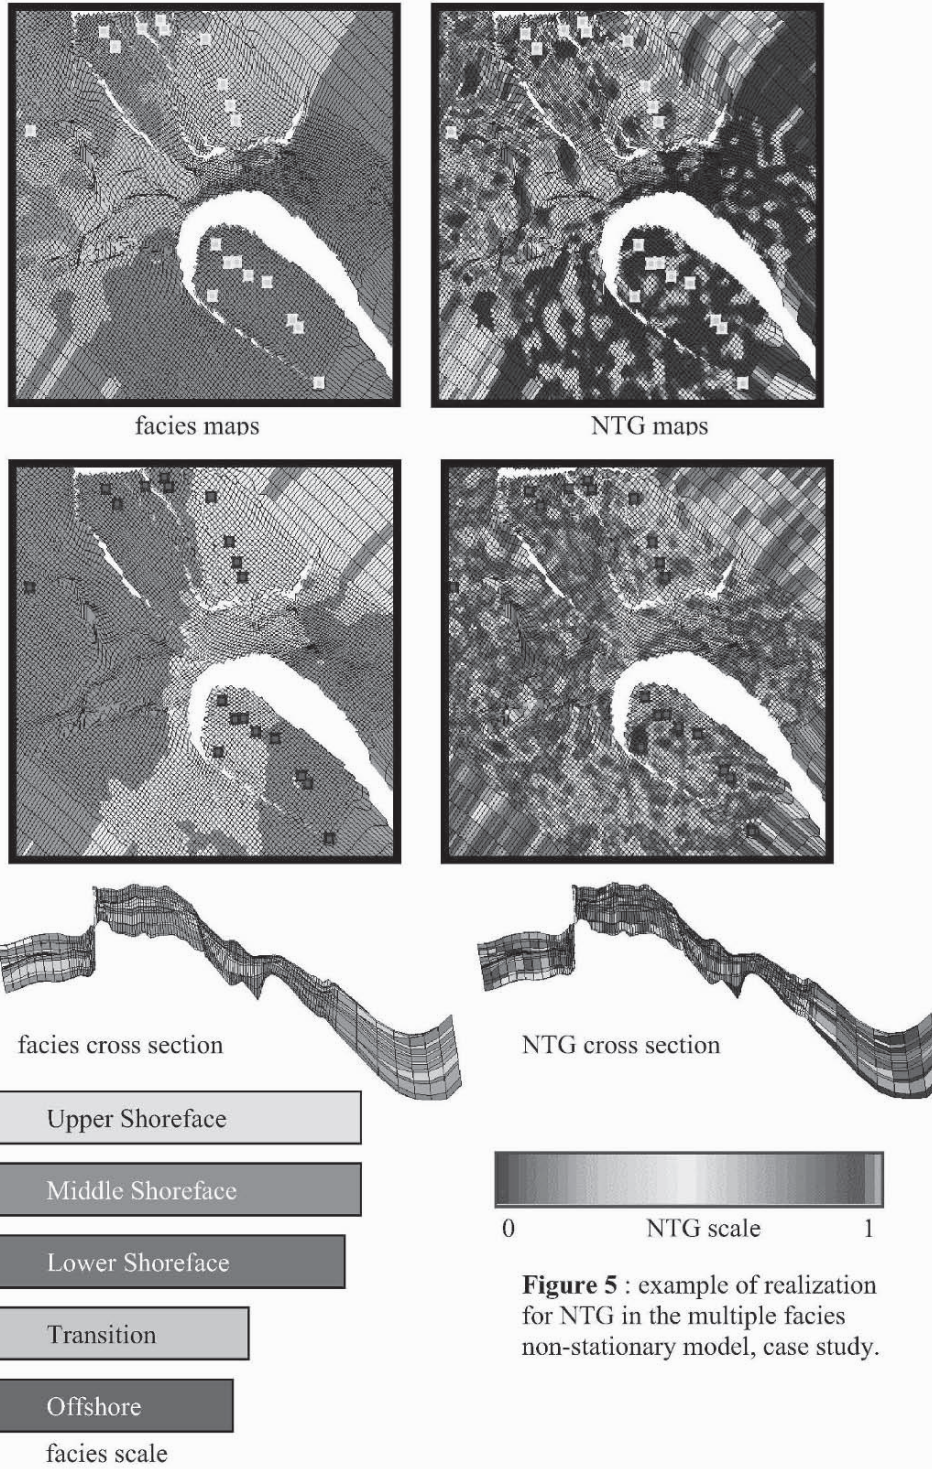 facies maps
NTG maps
facies cross section
NTG cross section
Upper Shoreface
Middle Shoreface
Lower Shoreface
Transition
Offshore
facies scale
0 NTG scale 1
Figure 5 : example of realization
for NTG in the multiple facies
non-stationary model, case study.